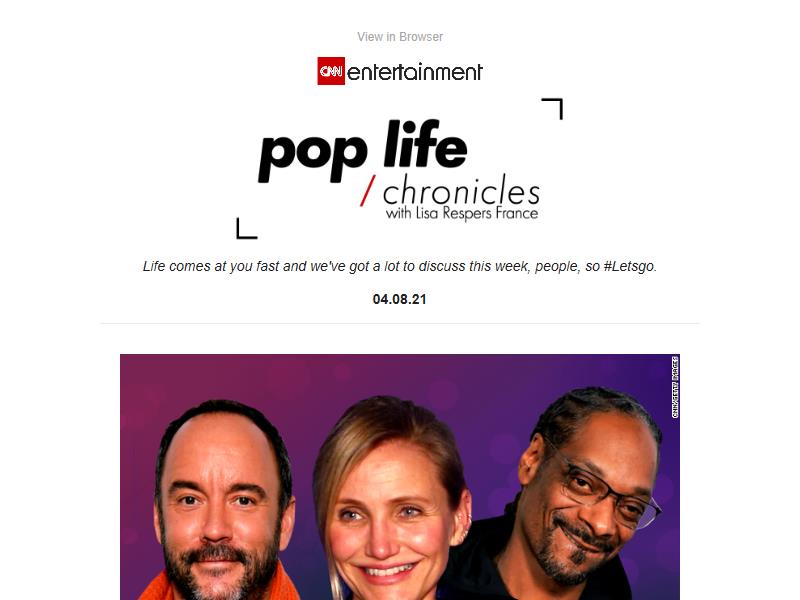 View in Browser
CNN entertainment
pop life
/ chronicles
with Lisa Respers France
Life comes at you fast and we've got a lot to discuss this week, people, so #Letsgo.
04.08.21
CNN/GETTY IMAGES